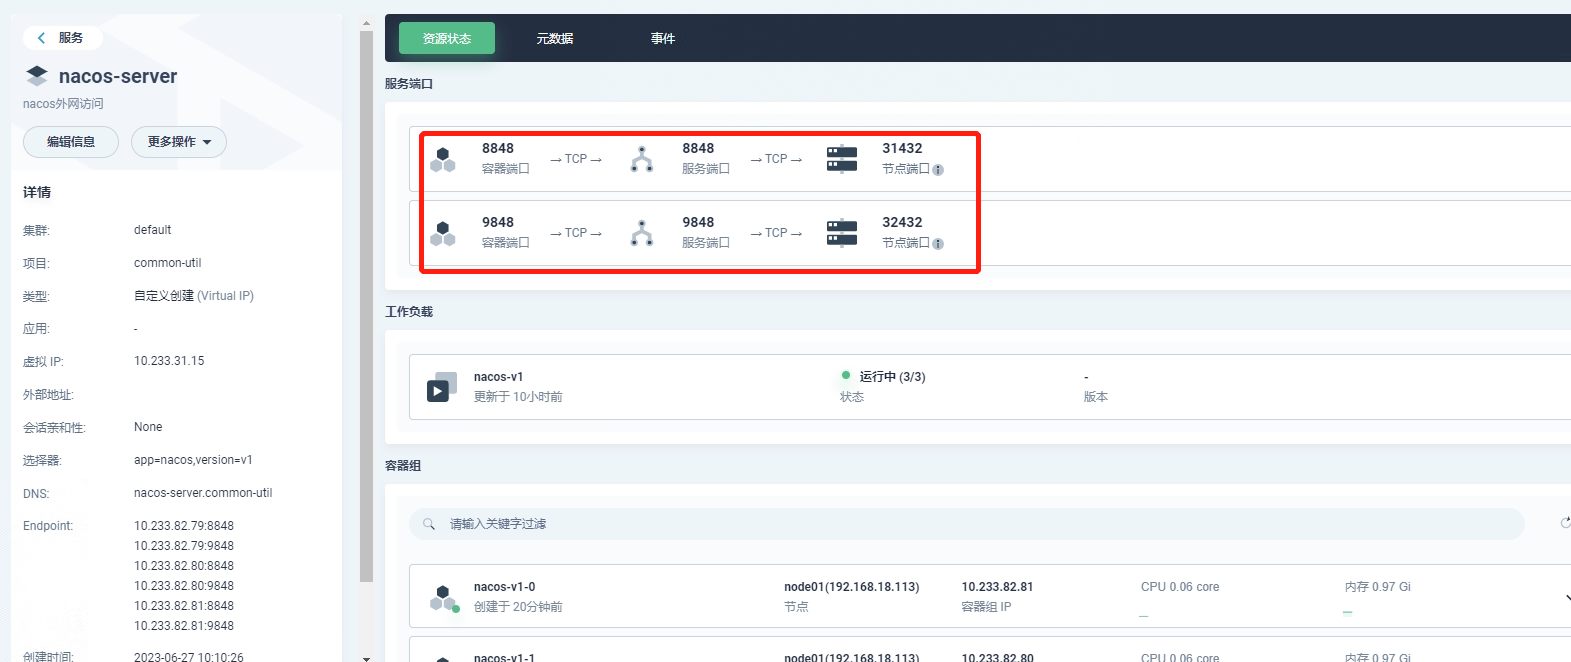 服务
nacos-server
nacos外网访问
编辑信息
更多操作
详情
集群: default
项目: common-util
类型: 自定义创建 (Virtual IP)
应用: -
虚拟 IP: 10.233.31.15
外部地址:
会话亲和性: None
选择器: app=nacos,version=v1
DNS: nacos-server.common-util
Endpoint: 10.233.82.79:8848
10.233.82.79:9848
10.233.82.80:8848
10.233.82.80:9848
10.233.82.81:8848
10.233.82.81:9848
创建时间: 2023-06-27 10:10:26
资源状态 元数据 事件
服务端口
8848 8848 31432
容器端口 →TCP→ 服务端口 →TCP→ 节点端口
9848 9848 32432
容器端口 →TCP→ 服务端口 →TCP→ 节点端口
工作负载
nacos-v1 运行中 (3/3) -
更新于 10小时前 状态 版本
容器组
请输入关键字过滤
nacos-v1-0 node01(192.168.18.113) 10.233.82.81 CPU 0.06 core 内存 0.97 Gi
创建于 20分钟前 节点 容器组 IP
nacos-v1-1 node01(192.168.18.113) 10.233.82.80 CPU 0.06 core 内存 0.97 Gi